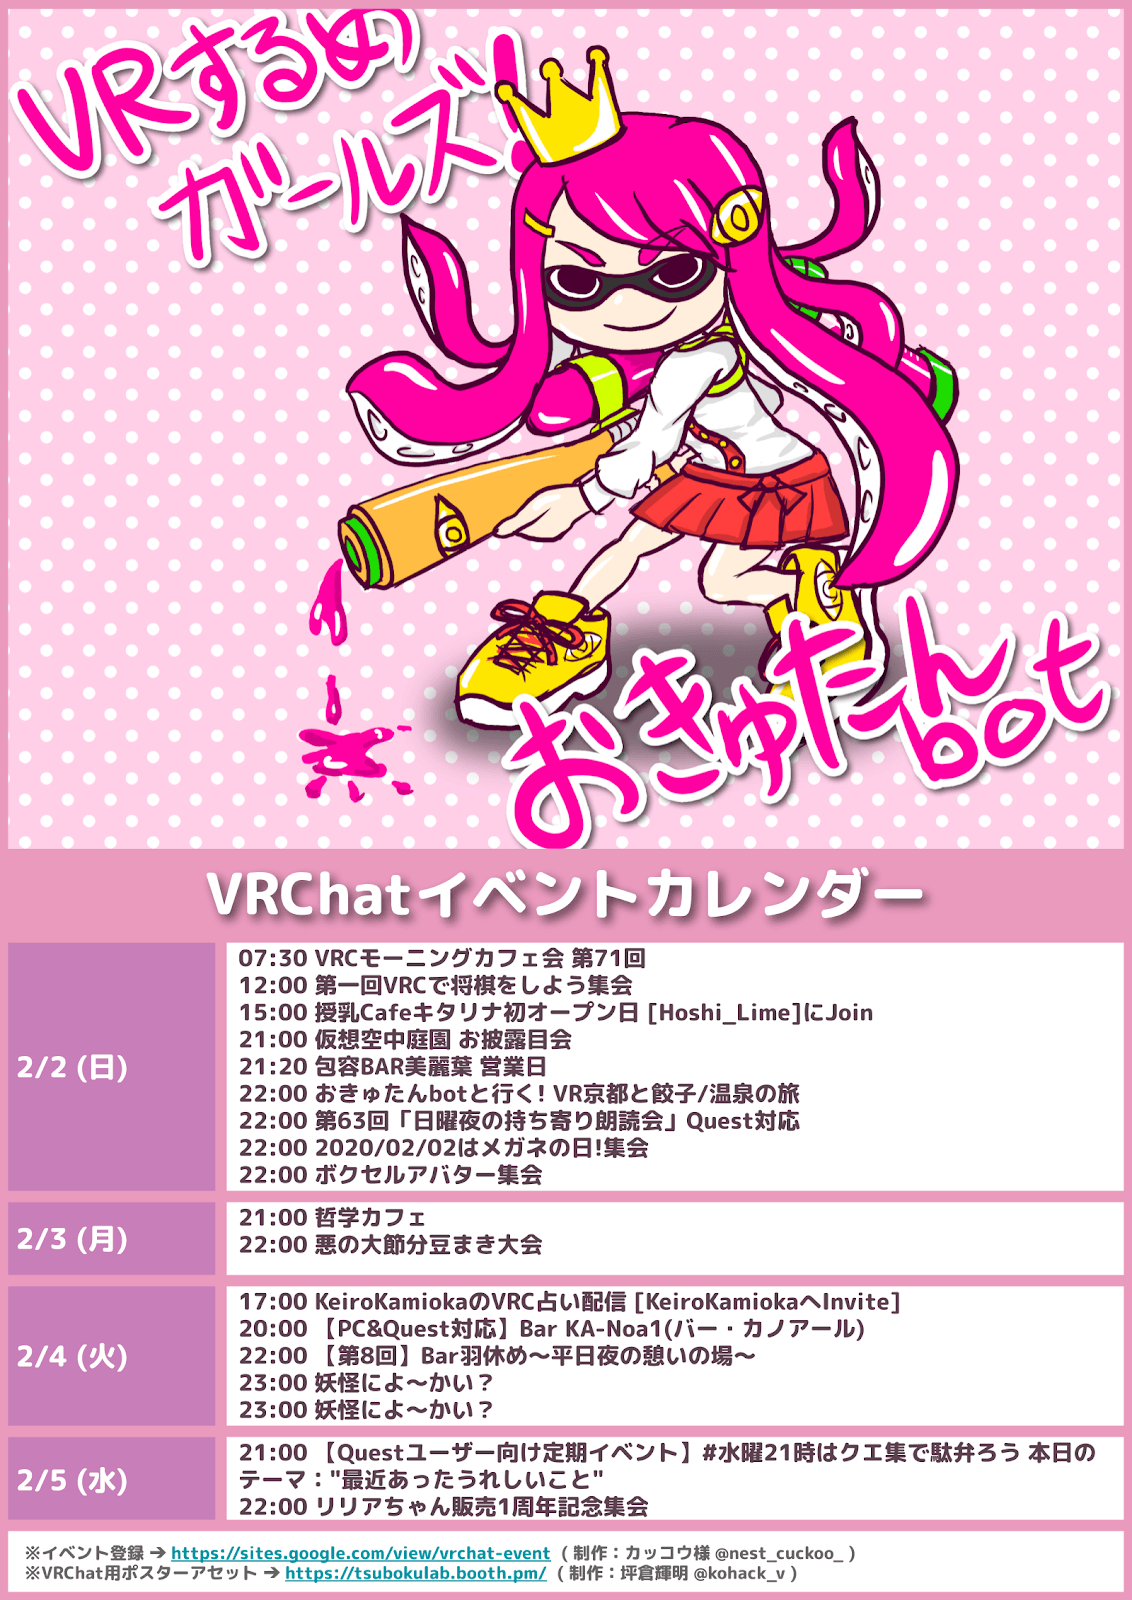 VRするめ
ガールズ!
おきゅたん
bot
VRChatイベントカレンダー
2/2 (日)
07:30 VRCモーニングカフェ会 第71回
12:00 第一回VRCで将棋をしよう集会
15:00 授乳Cafeキタリナ初オープン日 [Hoshi_Lime]にJoin
21:00 仮想空中庭園 お披露目会
21:20 包容BAR美麗葉 営業日
22:00 おきゅたんbotと行く! VR京都と餃子/温泉の旅
22:00 第63回「日曜夜の持ち寄り朗読会」Quest対応
22:00 2020/02/02はメガネの日!集会
22:00 ボクセルアバター集会
2/3 (月)
21:00 哲学カフェ
22:00 悪の大節分豆まき大会
2/4 (火)
17:00 KeiroKamiokaのVRC占い配信 [KeiroKamiokaへInvite]
20:00 【PC&Quest対応】Bar KA-Noa1(バー・カノアール)
22:00 【第8回】Bar羽休め～平日夜の憩いの場～
23:00 妖怪によ～かい？
23:00 妖怪によ～かい？
2/5 (水)
21:00 【Questユーザー向け定期イベント】#水曜21時はクエ集で駄弁ろう 本日の
テーマ："最近あったうれしいこと"
22:00 リリアちゃん販売1周年記念集会
※イベント登録 → https://sites.google.com/view/vrchat-event ( 制作：カッコウ様 @nest_cuckoo_ )
※VRChat用ポスターアセット → https://tsubokulab.booth.pm/ ( 制作：坪倉輝明 @kohack_v )